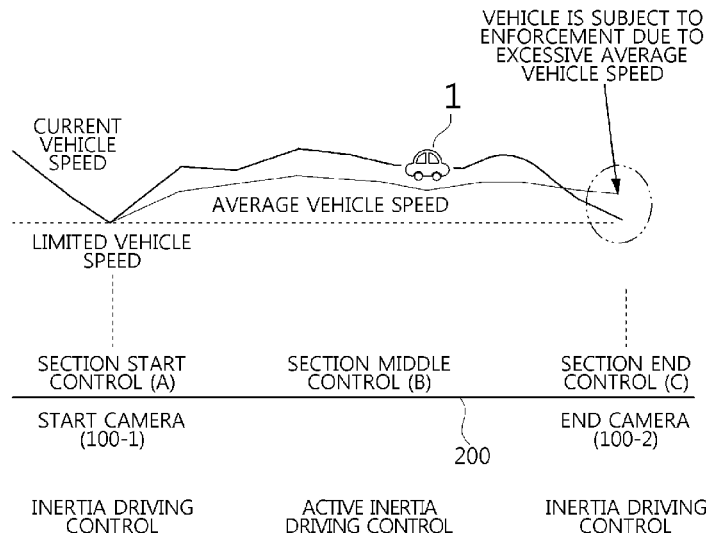 VEHICLE IS SUBJECT TO
ENFORCEMENT DUE TO
EXCESSIVE AVERAGE
VEHICLE SPEED
1
CURRENT
VEHICLE
SPEED
AVERAGE VEHICLE SPEED
LIMITED VEHICLE
SPEED
SECTION START
CONTROL (A)
SECTION MIDDLE
CONTROL (B)
SECTION END
CONTROL (C)
START CAMERA
(100-1)
200
END CAMERA
(100-2)
INERTIA DRIVING
CONTROL
ACTIVE INERTIA
DRIVING CONTROL
INERTIA DRIVING
CONTROL